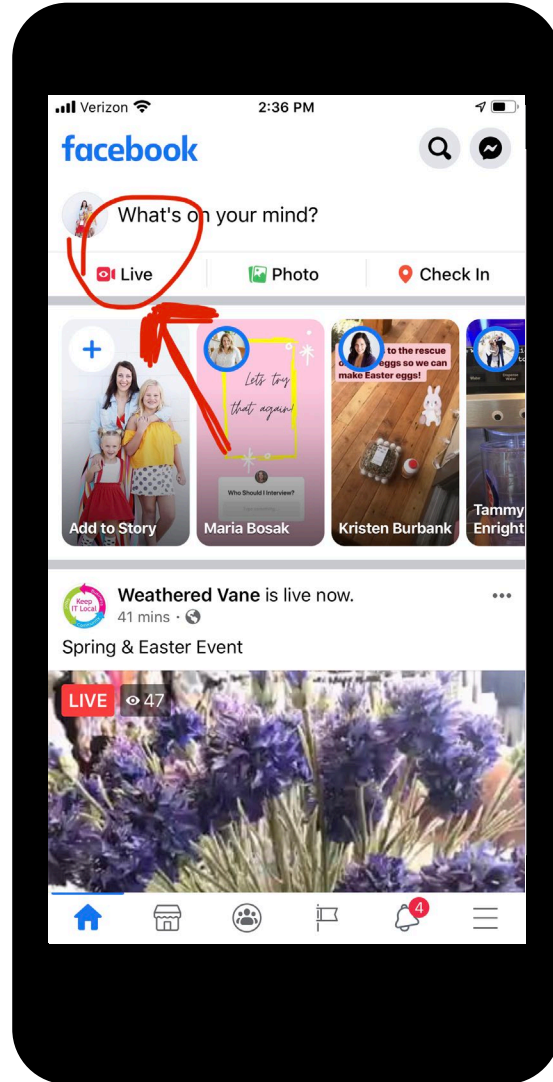 Verizon 2:36 PM
facebook
What's on your mind?
Live Photo Check In
Lets try
that again!
Who Should I Interview?
to the rescue
eggs so we can
make Easter eggs!
Add to Story
Maria Bosak
Kristen Burbank
Tammy
Enright
Keep
IT Local
Weathered Vane is live now.
41 mins ·
Spring & Easter Event
LIVE 47
4